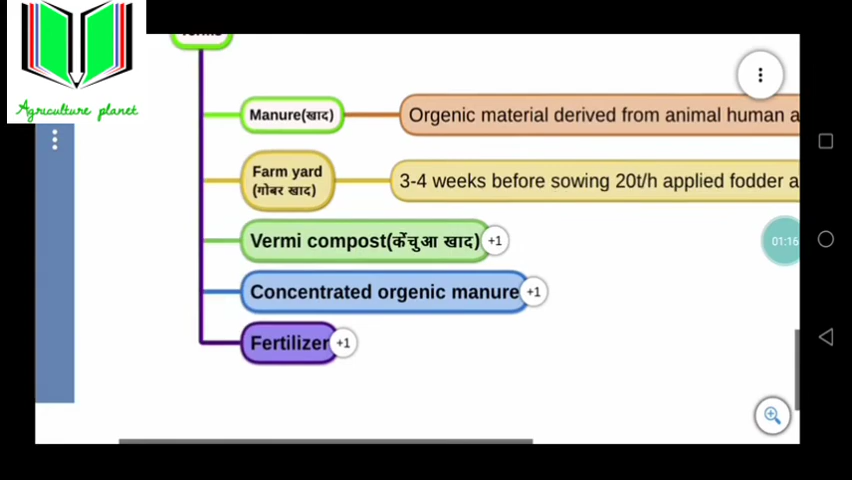 Agriculture planet
Manure(खाद)
Orgenic material derived from animal human a
Farm yard
(गोबर खाद)
3-4 weeks before sowing 20t/h applied fodder a
Vermi compost(केंचुआ खाद)
+1
Concentrated orgenic manure
+1
Fertilizer
+1
01:16